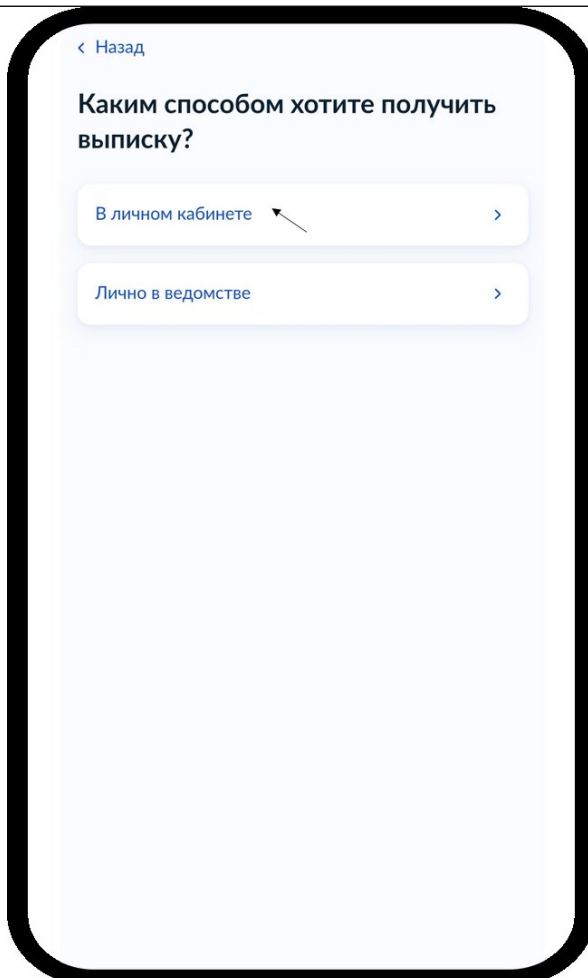 Назад
Каким способом хотите получить
выписку?
В личном кабинете
Лично в ведомстве